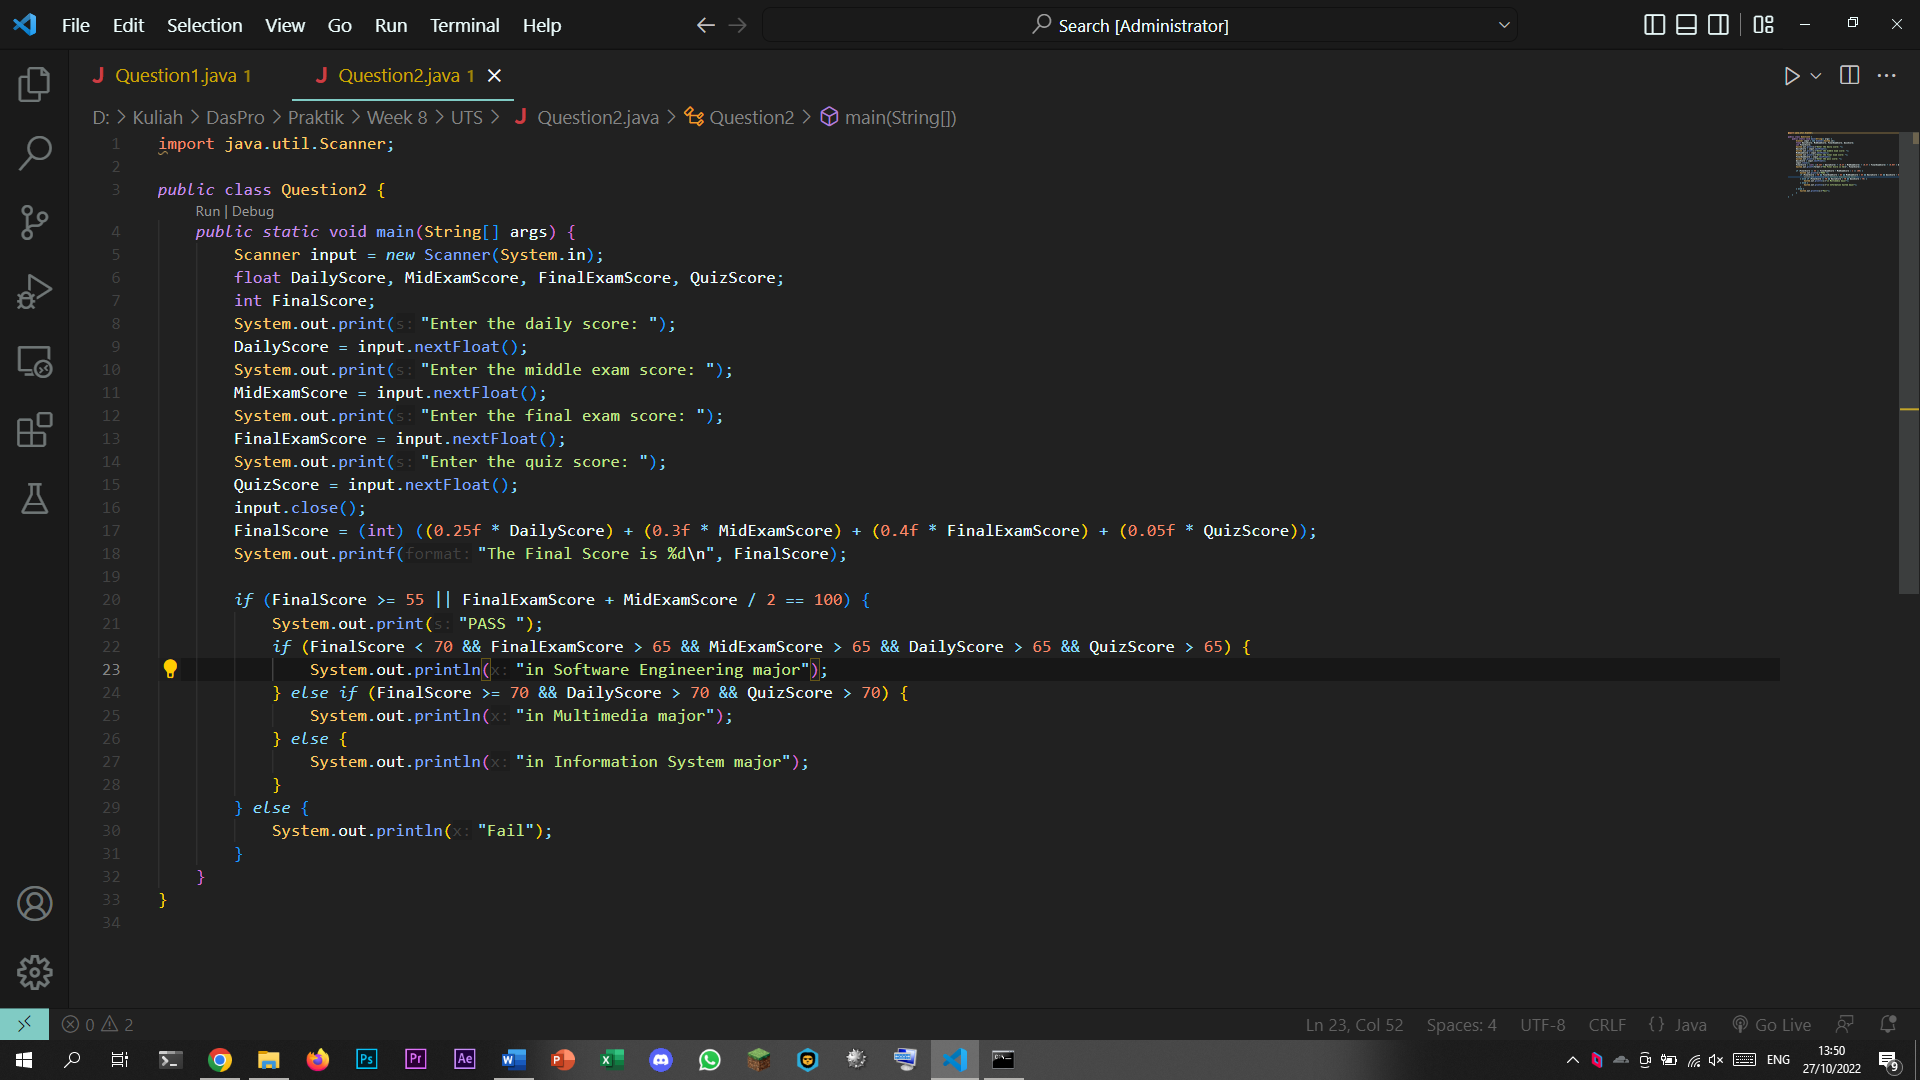 File Edit Selection View Go Run Terminal Help
Search [Administrator]
Question1.java 1
Question2.java 1
D: > Kuliah > DasPro > Praktik > Week 8 > UTS > Question2.java > Question2 > main(String[])
1 import java.util.Scanner;
2
3 public class Question2 {
Run | Debug
4 public static void main(String[] args) {
5 Scanner input = new Scanner(System.in);
6 float DailyScore, MidExamScore, FinalExamScore, QuizScore;
7 int FinalScore;
8 System.out.print(s: "Enter the daily score: ");
9 DailyScore = input.nextFloat();
10 System.out.print(s: "Enter the middle exam score: ");
11 MidExamScore = input.nextFloat();
12 System.out.print(s: "Enter the final exam score: ");
13 FinalExamScore = input.nextFloat();
14 System.out.print(s: "Enter the quiz score: ");
15 QuizScore = input.nextFloat();
16 input.close();
17 FinalScore = (int) ((0.25f * DailyScore) + (0.3f * MidExamScore) + (0.4f * FinalExamScore) + (0.05f * QuizScore));
18 System.out.printf(format: "The Final Score is %d\n", FinalScore);
19
20 if (FinalScore >= 55 || FinalExamScore + MidExamScore / 2 == 100) {
21 System.out.print(s: "PASS ");
22 if (FinalScore < 70 && FinalExamScore > 65 && MidExamScore > 65 && DailyScore > 65 && QuizScore > 65) {
23 System.out.println(x: "in Software Engineering major");
24 } else if (FinalScore >= 70 && DailyScore > 70 && QuizScore > 70) {
25 System.out.println(x: "in Multimedia major");
26 } else {
27 System.out.println(x: "in Information System major");
28 }
29 } else {
30 System.out.println(x: "Fail");
31 }
32 }
33 }
34
0 2
Ln 23, Col 52 Spaces: 4 UTF-8 CRLF {} Java Go Live
Ps Pr Ae
ENG
13:50
27/10/2022
9